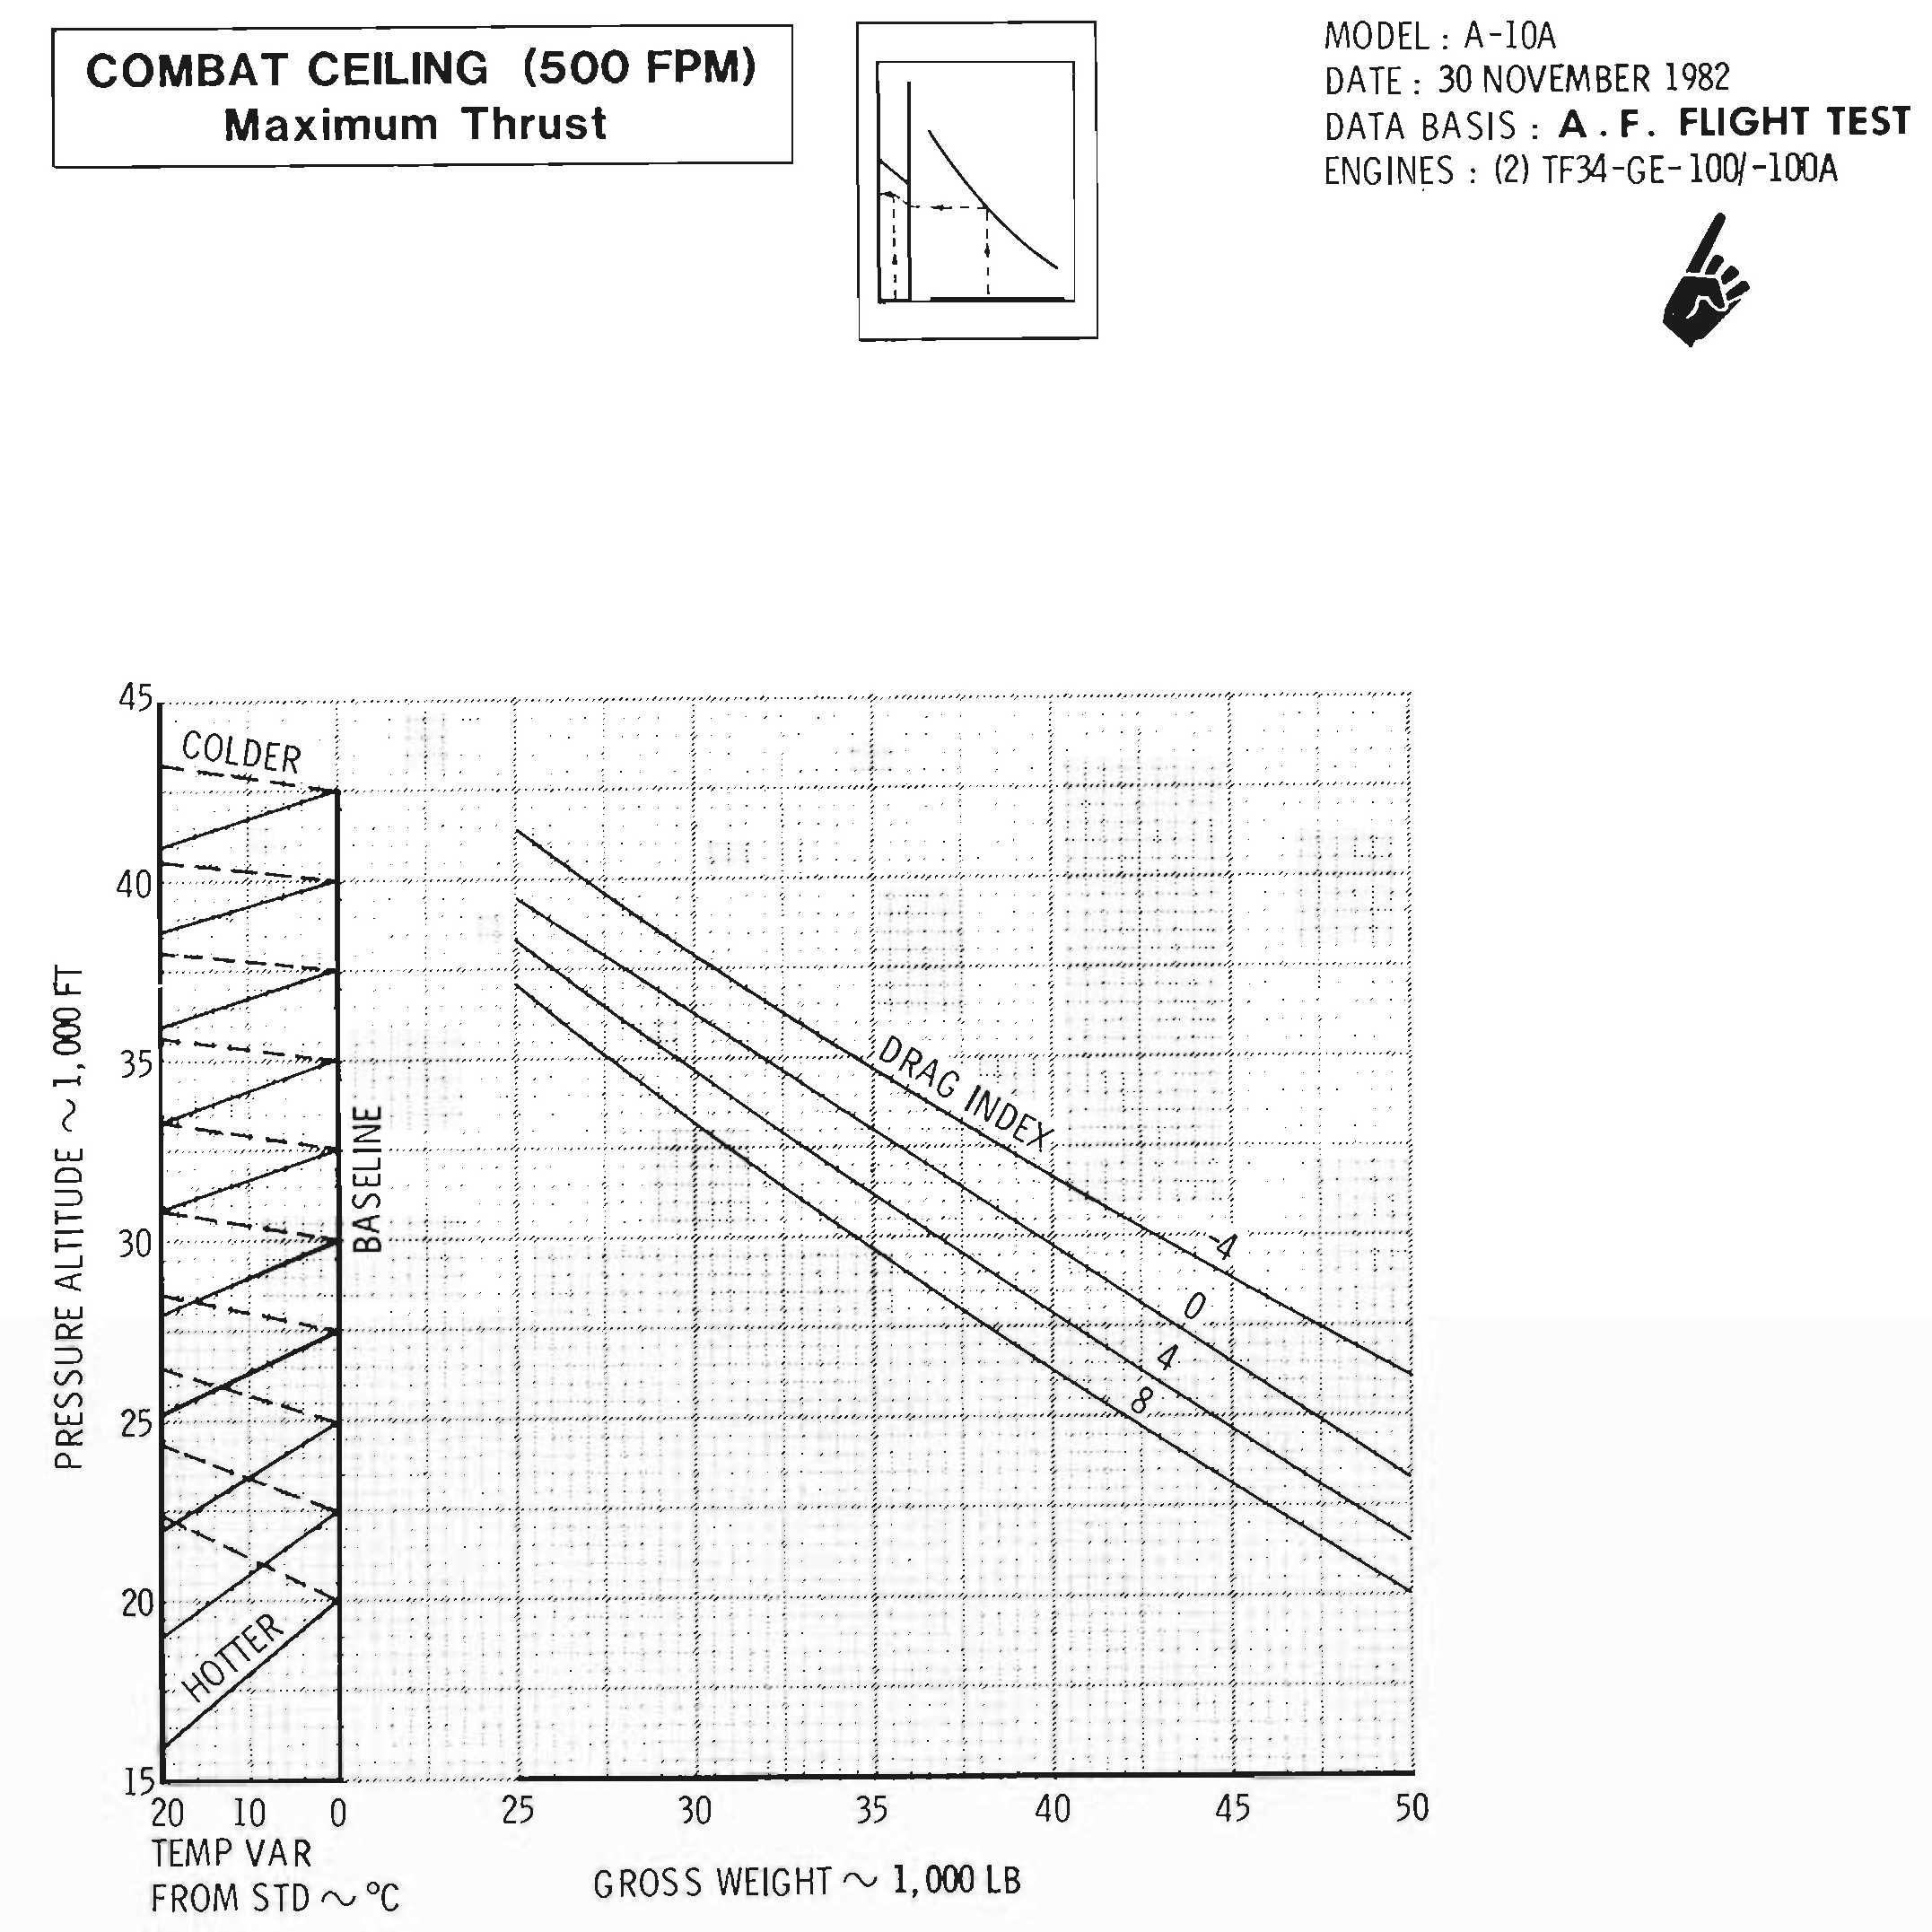 COMBAT CEILING (500 FPM)
Maximum Thrust
MODEL : A-10A
DATE : 30 NOVEMBER 1982
DATA BASIS : A . F. FLIGHT TEST
ENGINES : (2) TF34-GE-100/-100A
45
COLDER
40
35
30
25
20
15
PRESSURE ALTITUDE ~ 1,000 FT
BASELINE
DRAG INDEX
-4
0
4
8
HOTTER
20 10 0 25 30 35 40 45 50
TEMP VAR
FROM STD ~ °C
GROSS WEIGHT ~ 1,000 LB